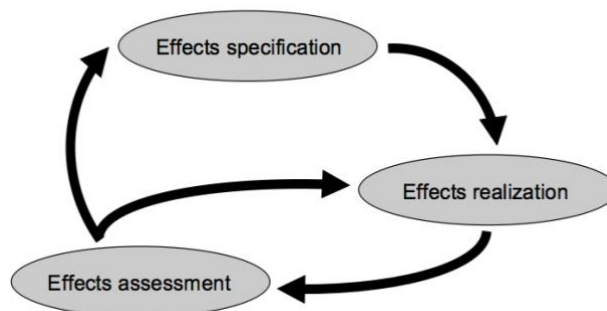 Effects specification
Effects realization
Effects assessment